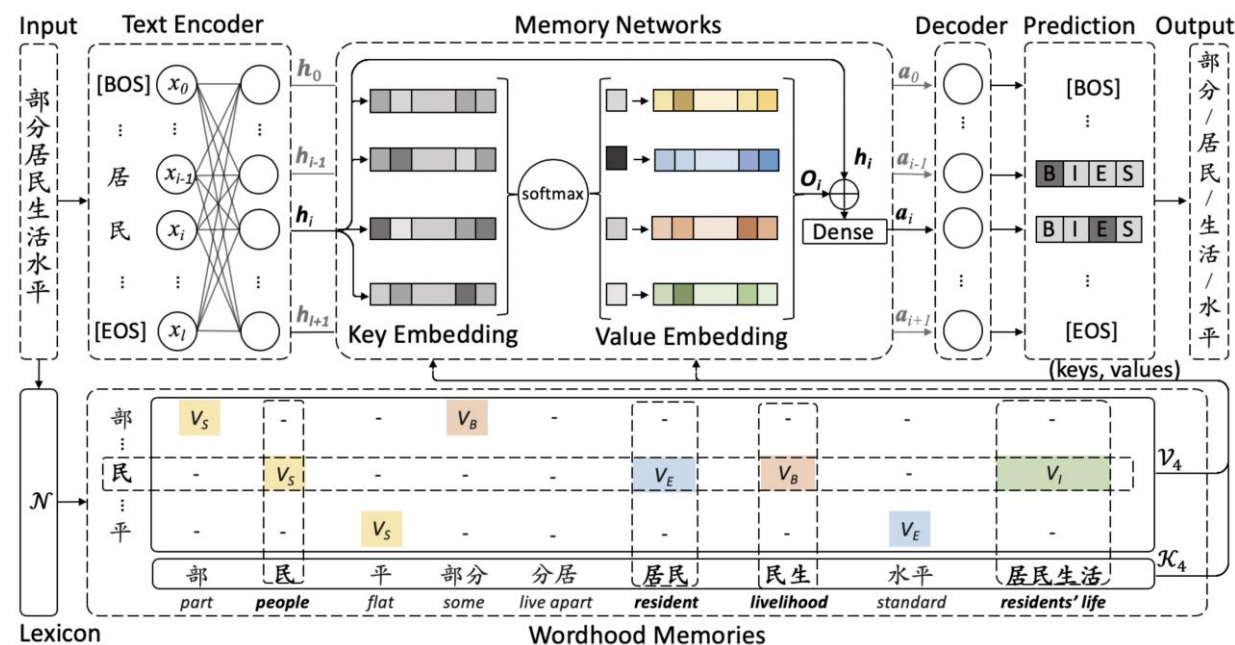 Input
Text Encoder
Memory Networks
Decoder
Prediction
Output
部分居民生活水平
[BOS] x0
⋮ ⋮
居 xi-1
民 xi
⋮ ⋮
[EOS] xl
h0
hi-1
hi
hl+1
softmax
Key Embedding
Value Embedding
Oi
hi
Dense
a0
ai-1
ai
ai+1
[BOS]
⋮
B I E S
B I E S
⋮
[EOS]
部分/居民/生活/水平
(keys, values)
部 VS - - VB - - - - -
⋮
民 - VS - - - VE VB - VI
⋮
平 - - VS - - - - VE -
V4
部 民 平 部分 分居 居民 民生 水平 居民生活
K4
part people flat some live apart resident livelihood standard residents' life
N
Lexicon
Wordhood Memories